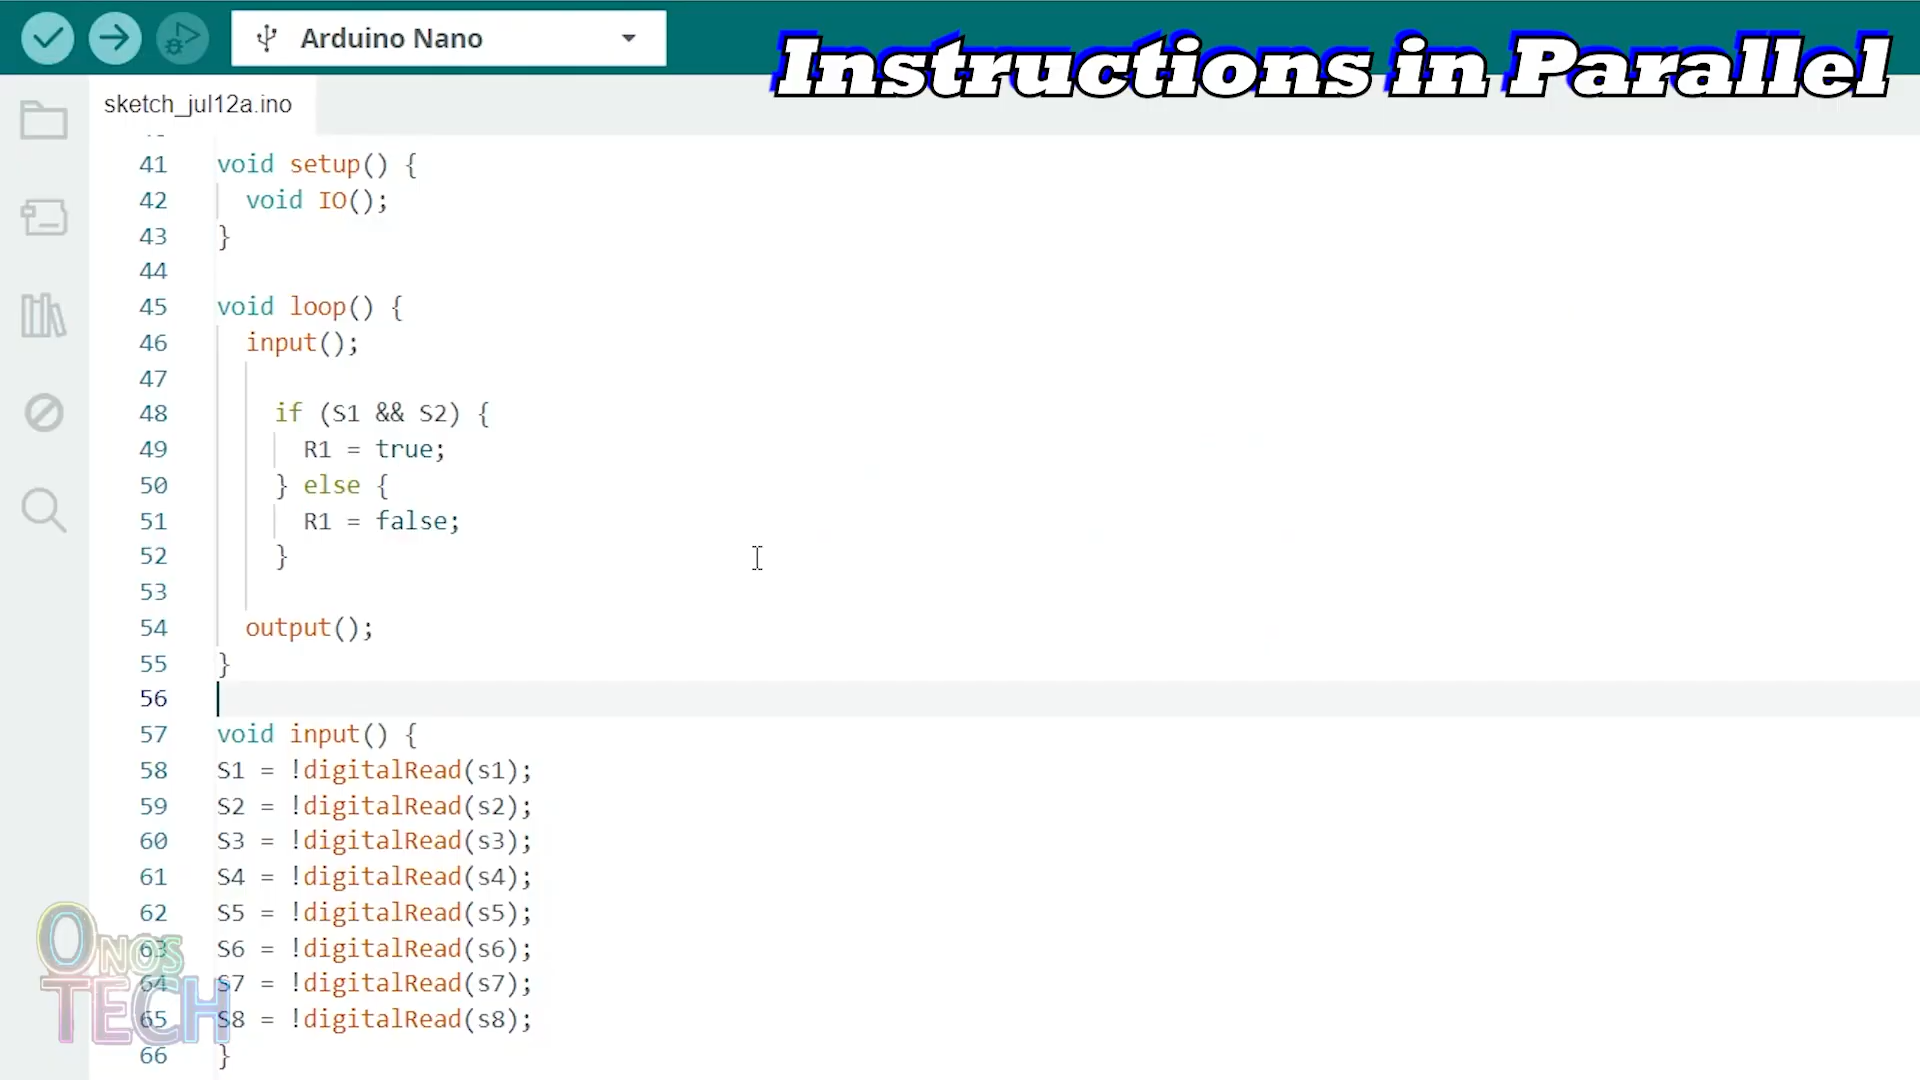 Arduino Nano
Instructions in Parallel
sketch_jul12a.ino
41 void setup() {
42 void IO();
43 }
44
45 void loop() {
46 input();
47
48 if (S1 && S2) {
49 R1 = true;
50 } else {
51 R1 = false;
52 }
53
54 output();
55 }
56
57 void input() {
58 S1 = !digitalRead(s1);
59 S2 = !digitalRead(s2);
60 S3 = !digitalRead(s3);
61 S4 = !digitalRead(s4);
62 S5 = !digitalRead(s5);
63 S6 = !digitalRead(s6);
64 S7 = !digitalRead(s7);
65 S8 = !digitalRead(s8);
66 }
ONOS
TECH